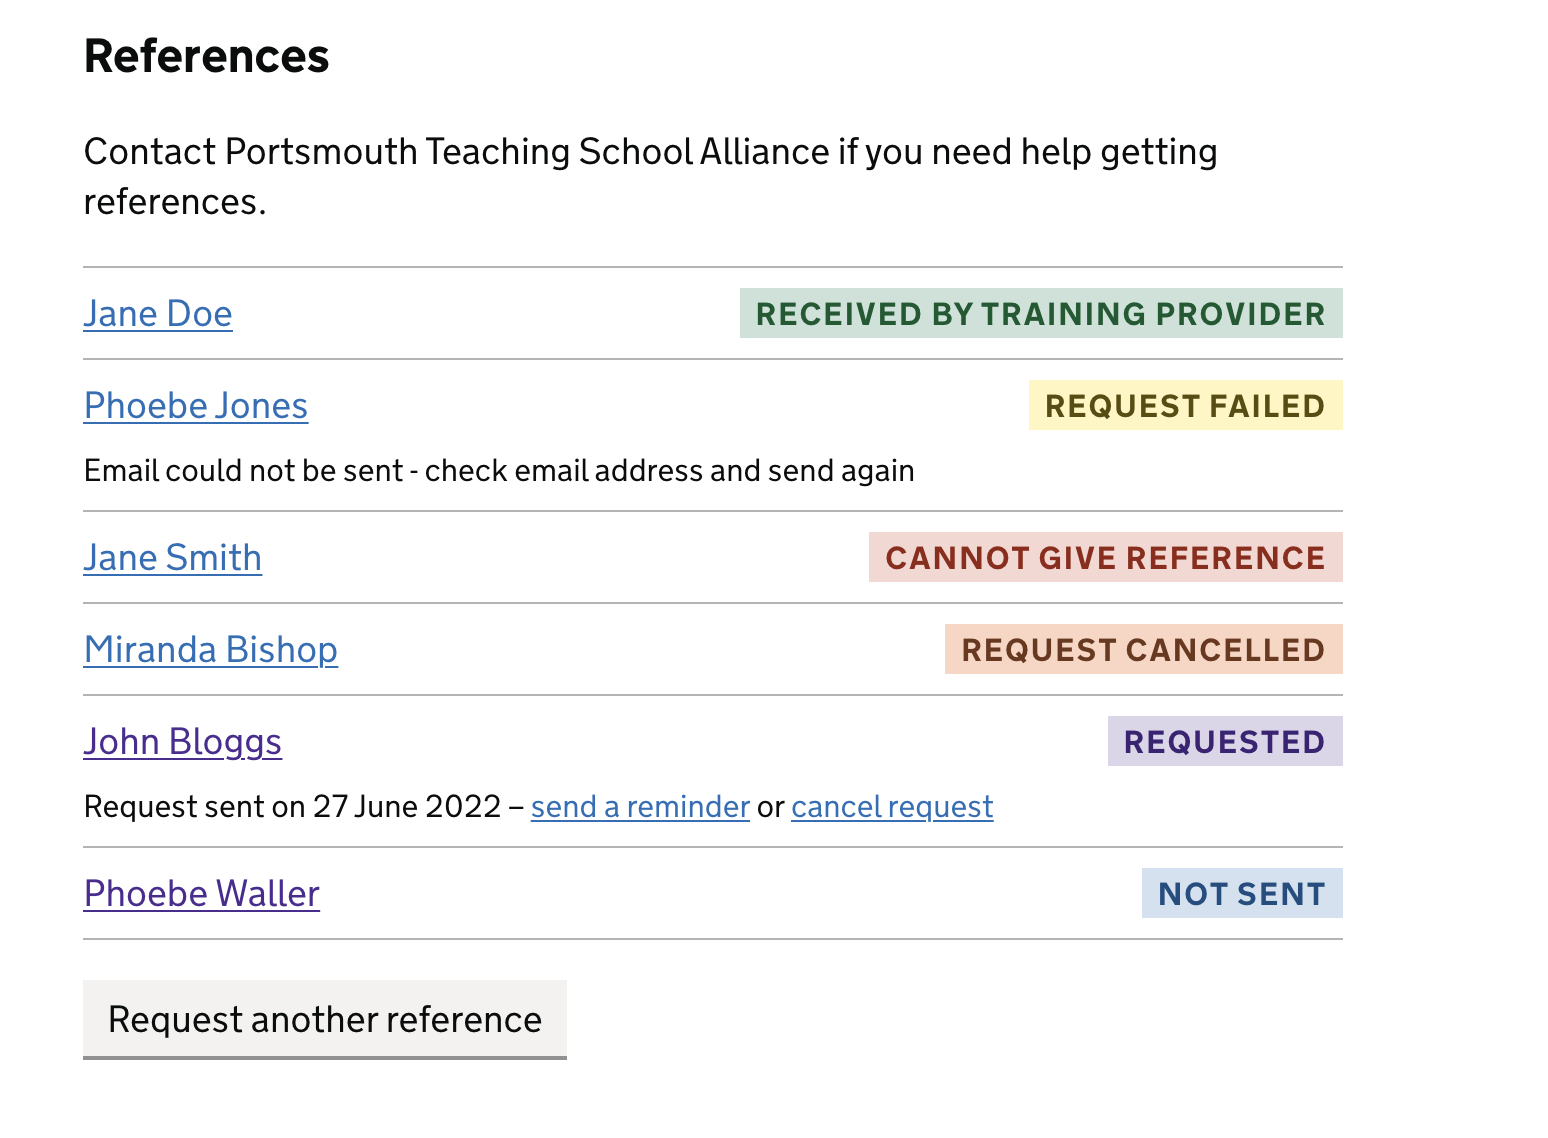 References
Contact Portsmouth Teaching School Alliance if you need help getting
references.
Jane Doe RECEIVED BY TRAINING PROVIDER
Phoebe Jones REQUEST FAILED
Email could not be sent - check email address and send again
Jane Smith CANNOT GIVE REFERENCE
Miranda Bishop REQUEST CANCELLED
John Bloggs REQUESTED
Request sent on 27 June 2022 – send a reminder or cancel request
Phoebe Waller NOT SENT
Request another reference